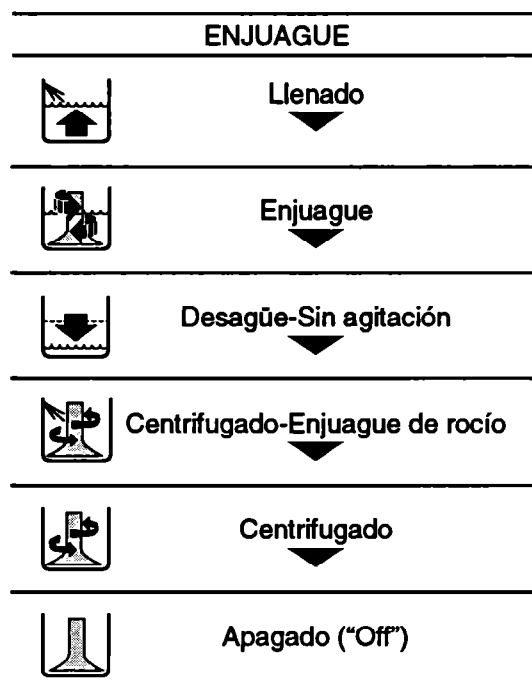 ENJUAGUE
Llenado
Enjuague
Desagüe-Sin agitación
Centrifugado-Enjuague de rocío
Centrifugado
Apagado (“Off”)